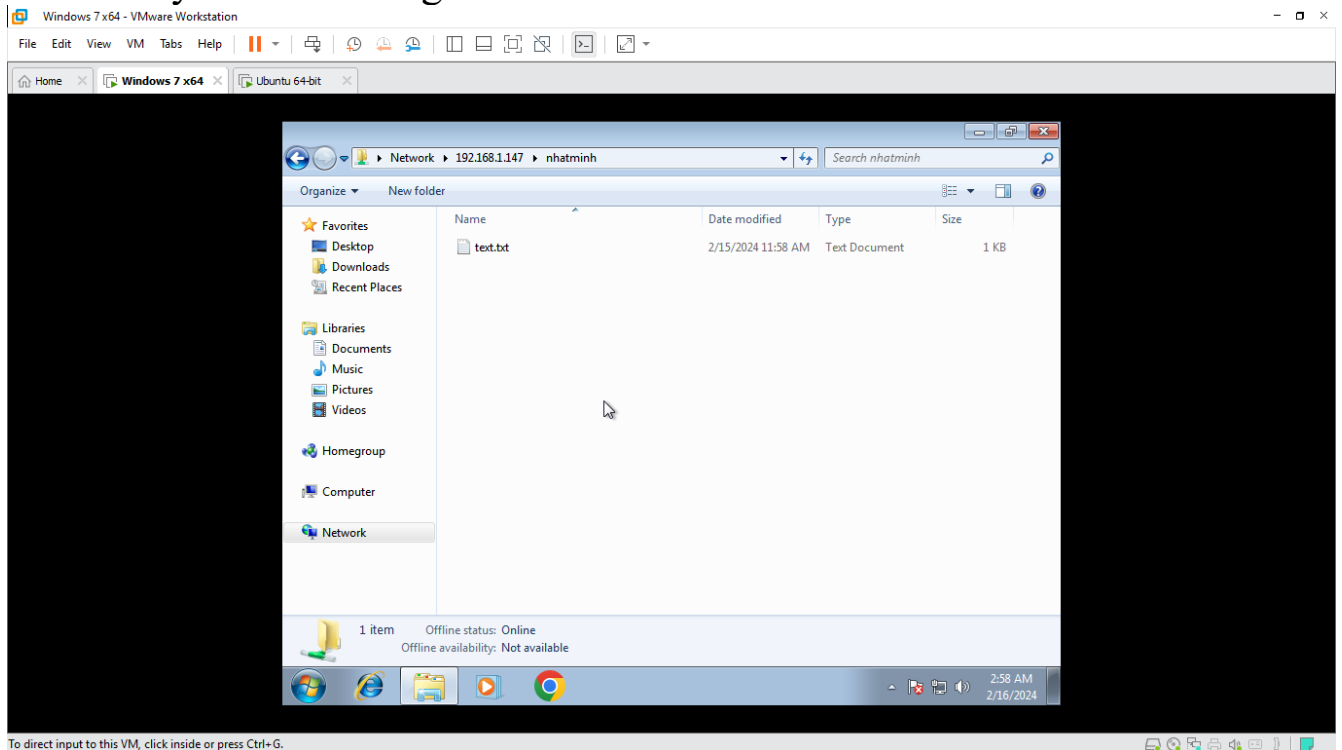 Windows 7 x64 - VMware Workstation
File Edit View VM Tabs Help
Home Windows 7 x64 Ubuntu 64-bit
Network 192.168.1.147 nhatminh Search nhatminh
Organize New folder
Name Date modified Type Size
text.txt 2/15/2024 11:58 AM Text Document 1 KB
Favorites
Desktop
Downloads
Recent Places
Libraries
Documents
Music
Pictures
Videos
Homegroup
Computer
Network
1 item Offline status: Online
Offline availability: Not available
2:58 AM
2/16/2024
To direct input to this VM, click inside or press Ctrl+G.